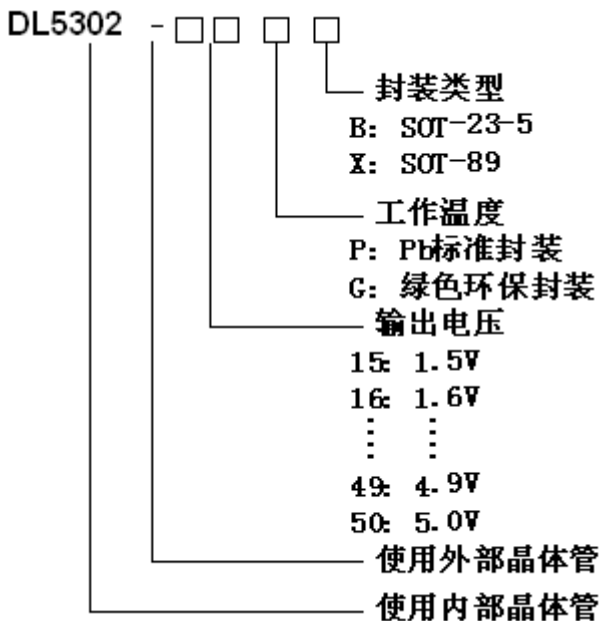 DL5302 - □□ □ □
封装类型
B: SOT-23-5
X: SOT-89
工作温度
P: Pb标准封装
G: 绿色环保封装
输出电压
15: 1.5V
16: 1.6V
⋮ ⋮
49: 4.9V
50: 5.0V
使用外部晶体管
使用内部晶体管